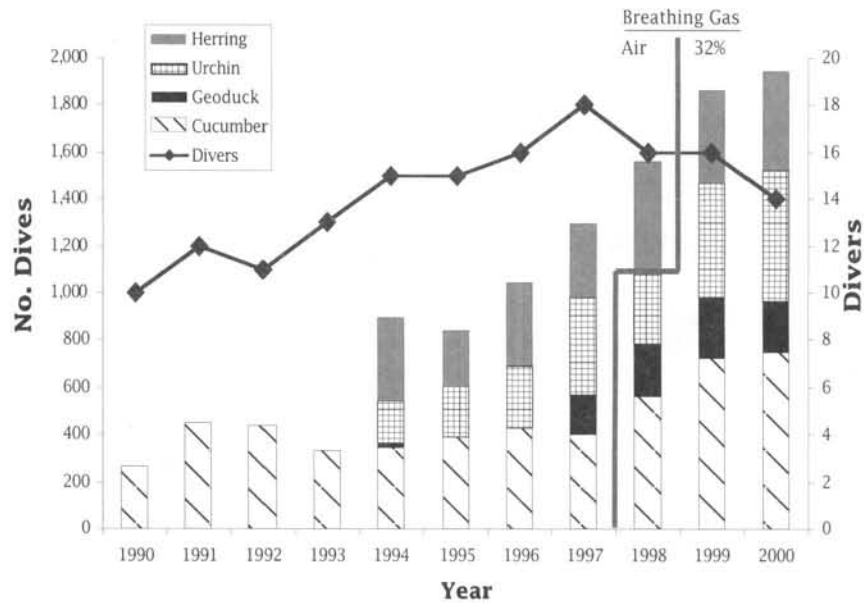 Breathing Gas
Air 32%
Herring
Urchin
Geoduck
Cucumber
Divers
No. Dives
2,000
1,800
1,600
1,400
1,200
1,000
800
600
400
200
0
20
18
16
14
12
10
8
6
4
2
0
Divers
1990 1991 1992 1993 1994 1995 1996 1997 1998 1999 2000
Year